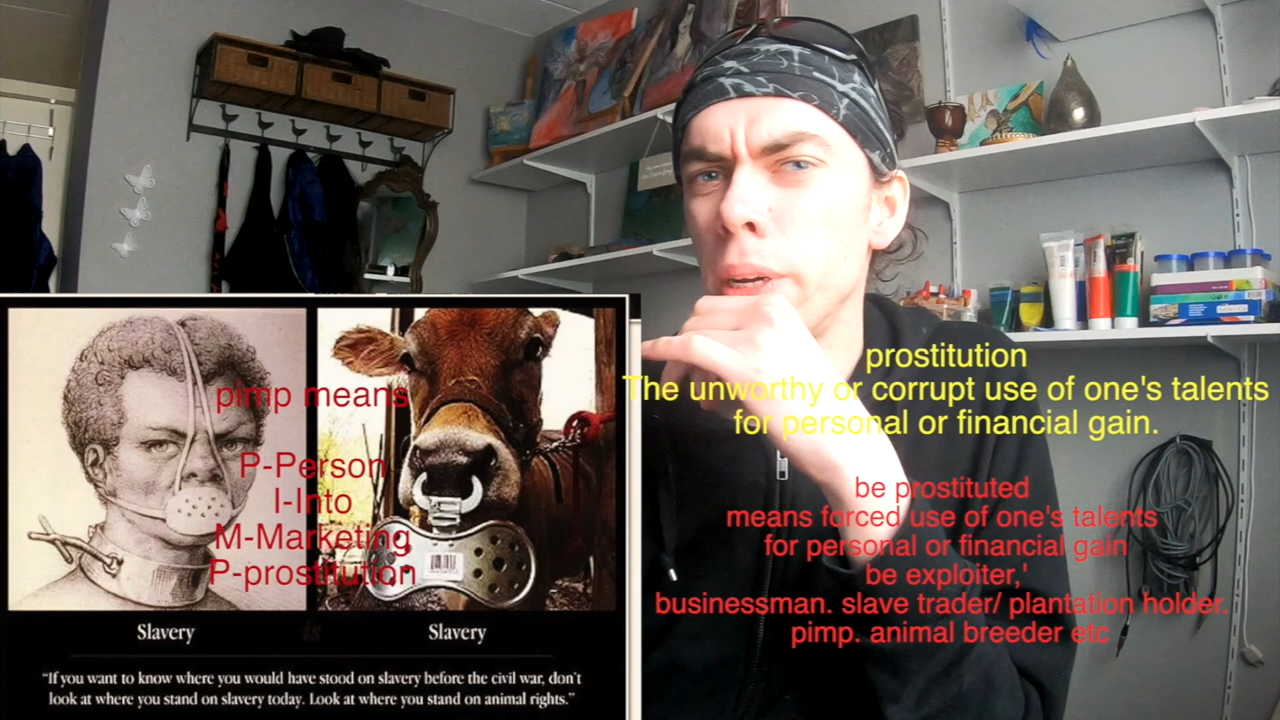 pimp means
P-Person
I-Into
M-Marketing
P-prostitution
Slavery is Slavery
“If you want to know where you would have stood on slavery before the civil war, don’t
look at where you stand on slavery today. Look at where you stand on animal rights.”
prostitution
The unworthy or corrupt use of one's talents
for personal or financial gain.
be prostituted
means forced use of one's talents
for personal or financial gain
be exploiter,'
businessman. slave trader/ plantation holder.
pimp. animal breeder etc